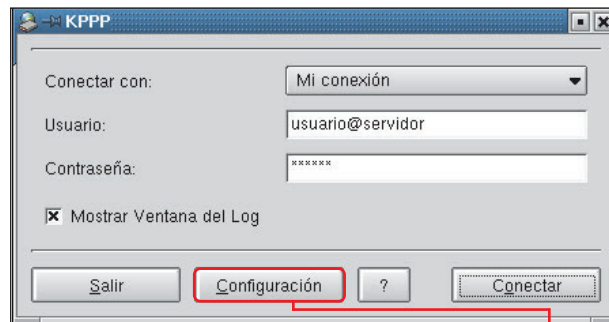 KPPP
Conectar con: Mi conexión
Usuario: usuario@servidor
Contraseña: ******
Mostrar Ventana del Log
Salir Configuración ? Conectar